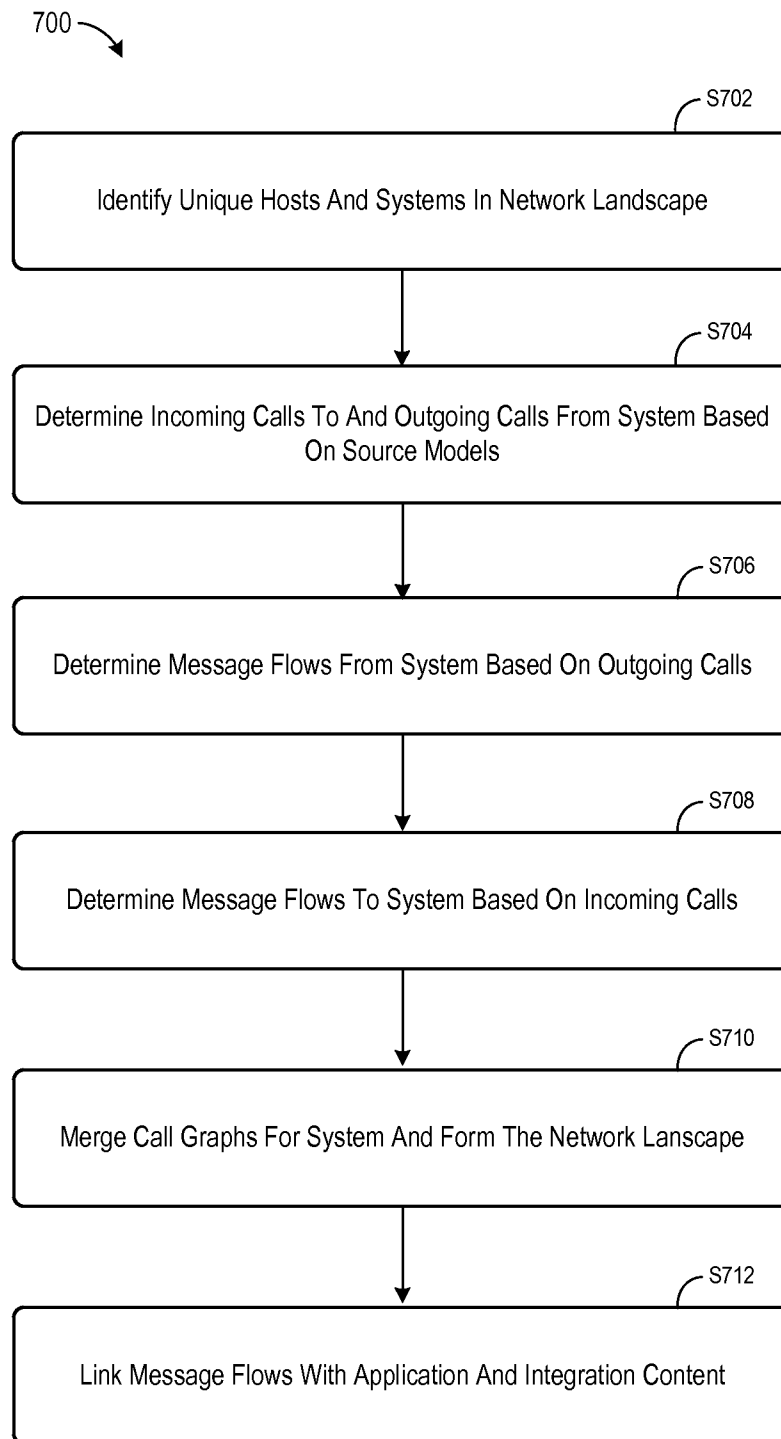 700
S702
Identify Unique Hosts And Systems In Network Landscape
S704
Determine Incoming Calls To And Outgoing Calls From System Based
On Source Models
S706
Determine Message Flows From System Based On Outgoing Calls
S708
Determine Message Flows To System Based On Incoming Calls
S710
Merge Call Graphs For System And Form The Network Lanscape
S712
Link Message Flows With Application And Integration Content